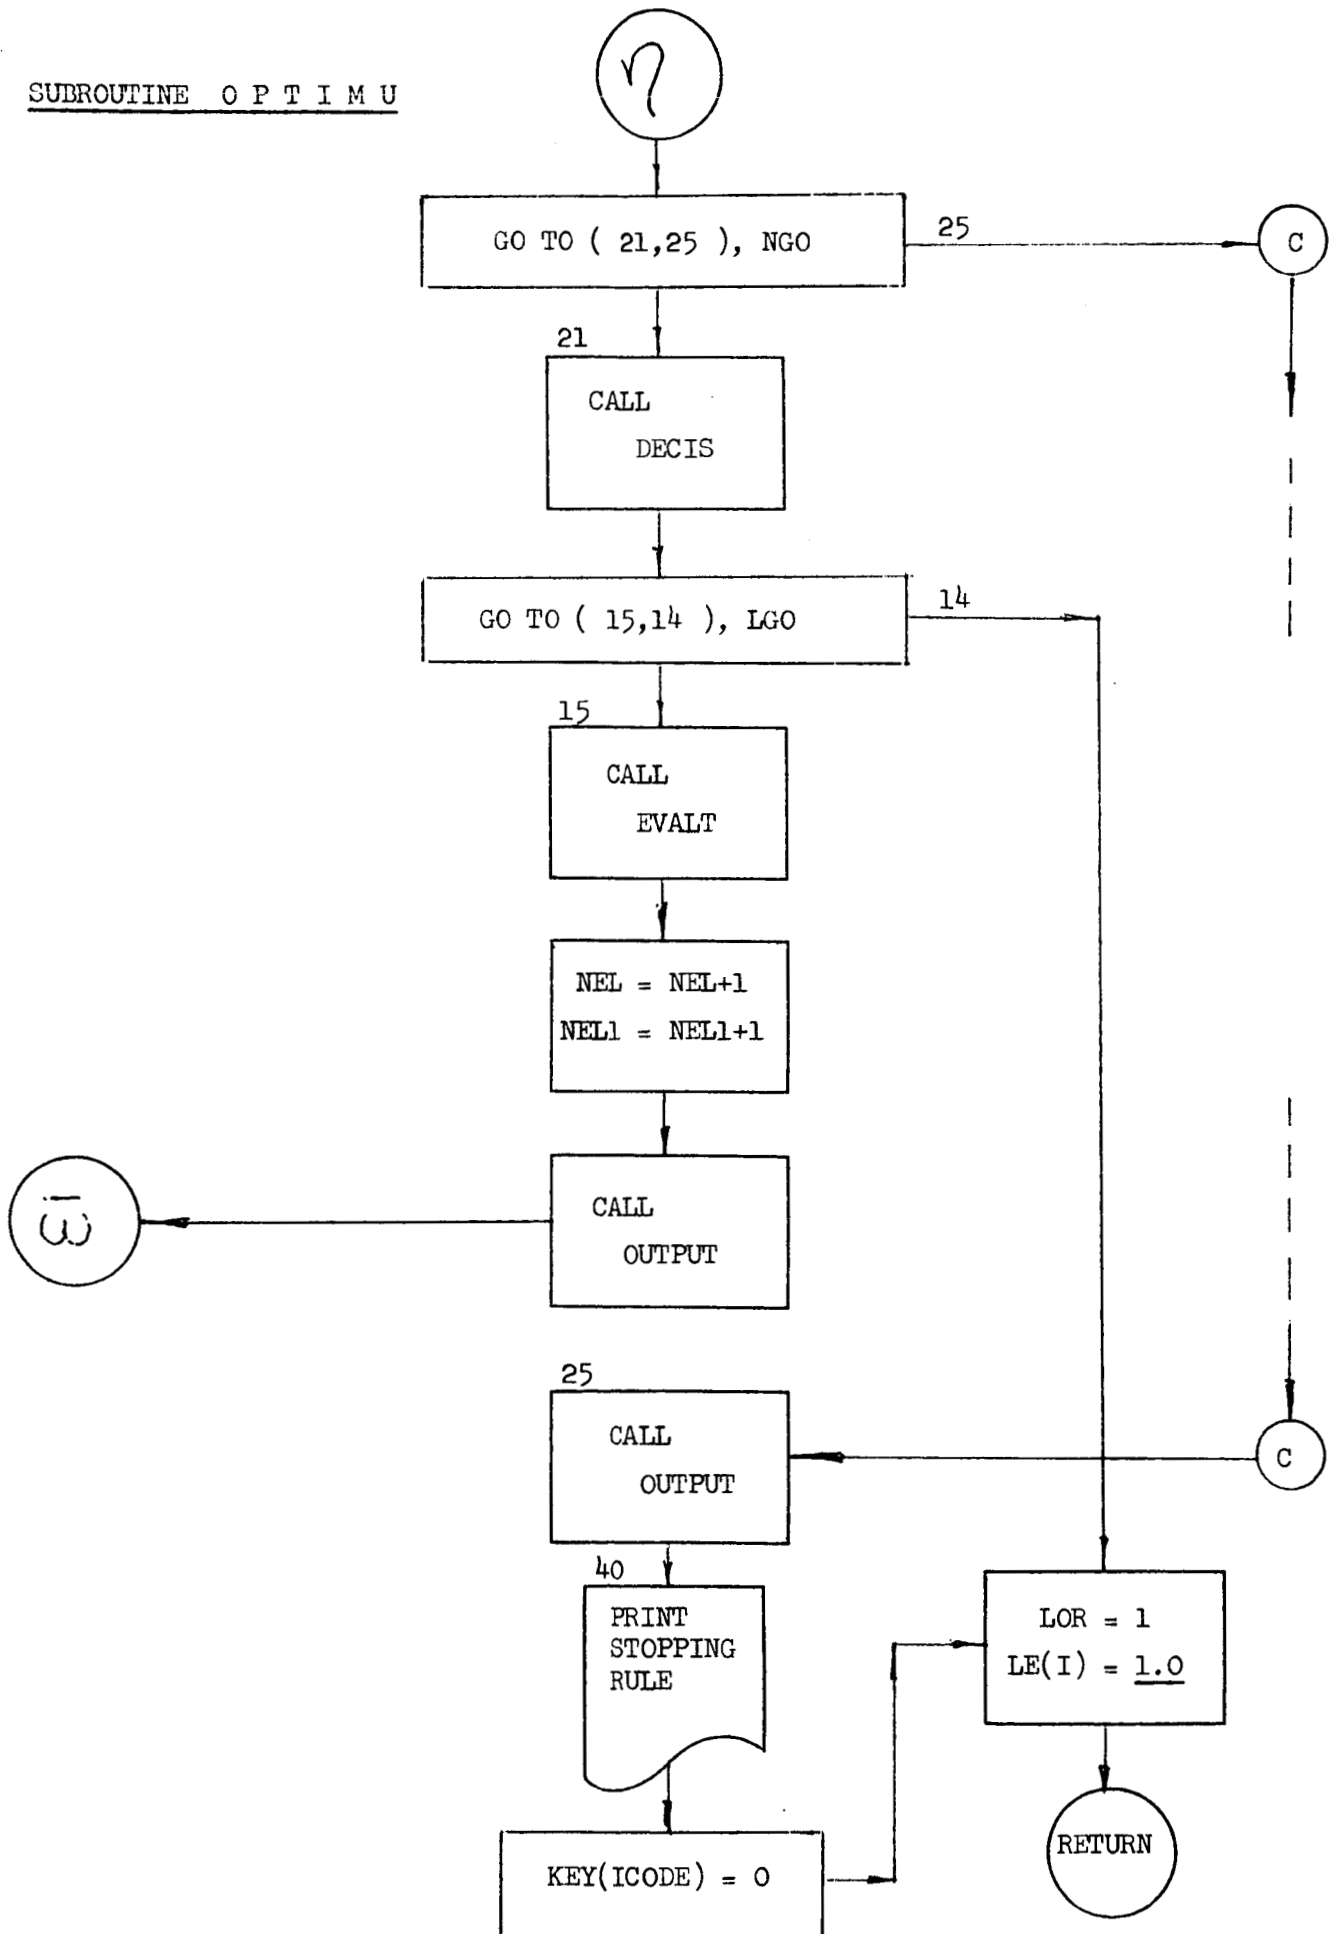 SUBROUTINE O P T I M U
η
GO TO ( 21,25 ), NGO
25
C
21
CALL
DECIS
GO TO ( 15,14 ), LGO
14
15
CALL
EVALT
NEL = NEL+1
NEL1 = NEL1+1
CALL
OUTPUT
25
CALL
OUTPUT
C
40
PRINT
STOPPING
RULE
LOR = 1
LE(I) = 1.0
RETURN
KEY(ICODE) = 0